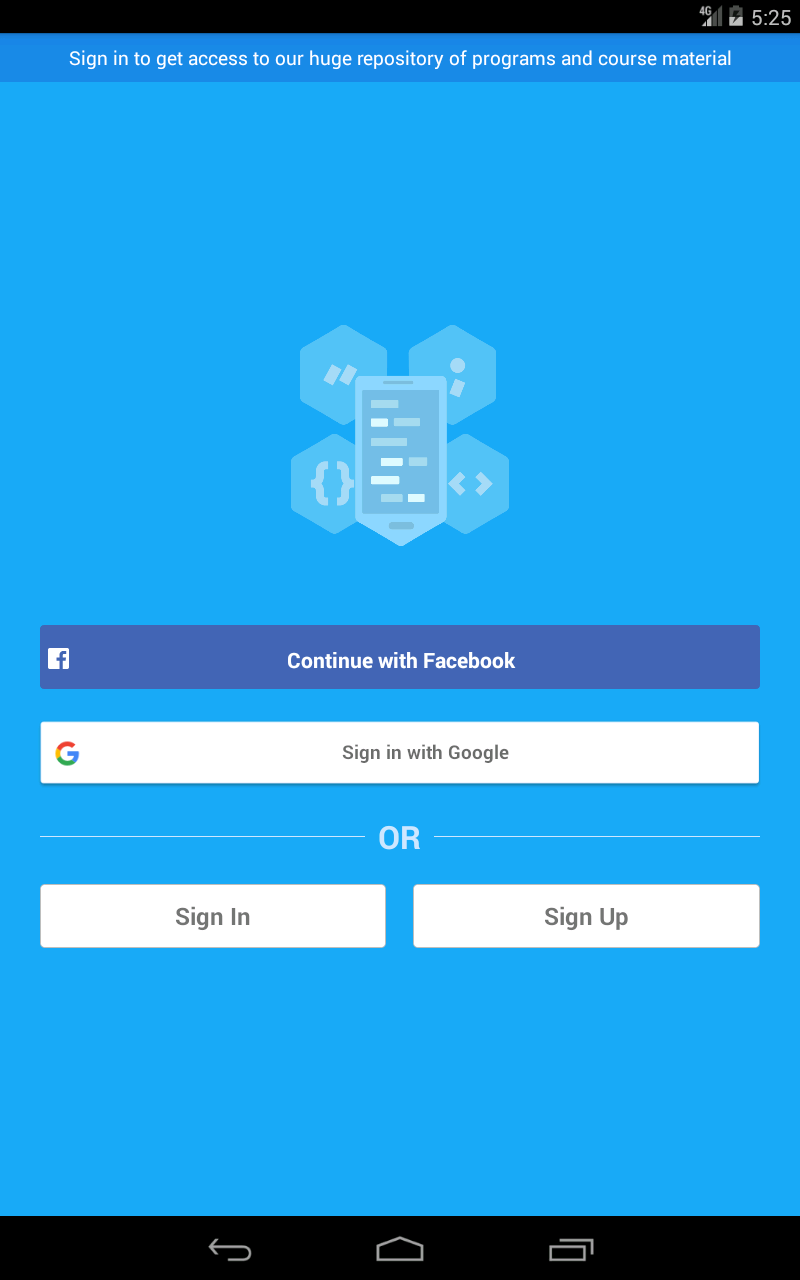 4G 5:25
Sign in to get access to our huge repository of programs and course material
Continue with Facebook
Sign in with Google
OR
Sign In
Sign Up